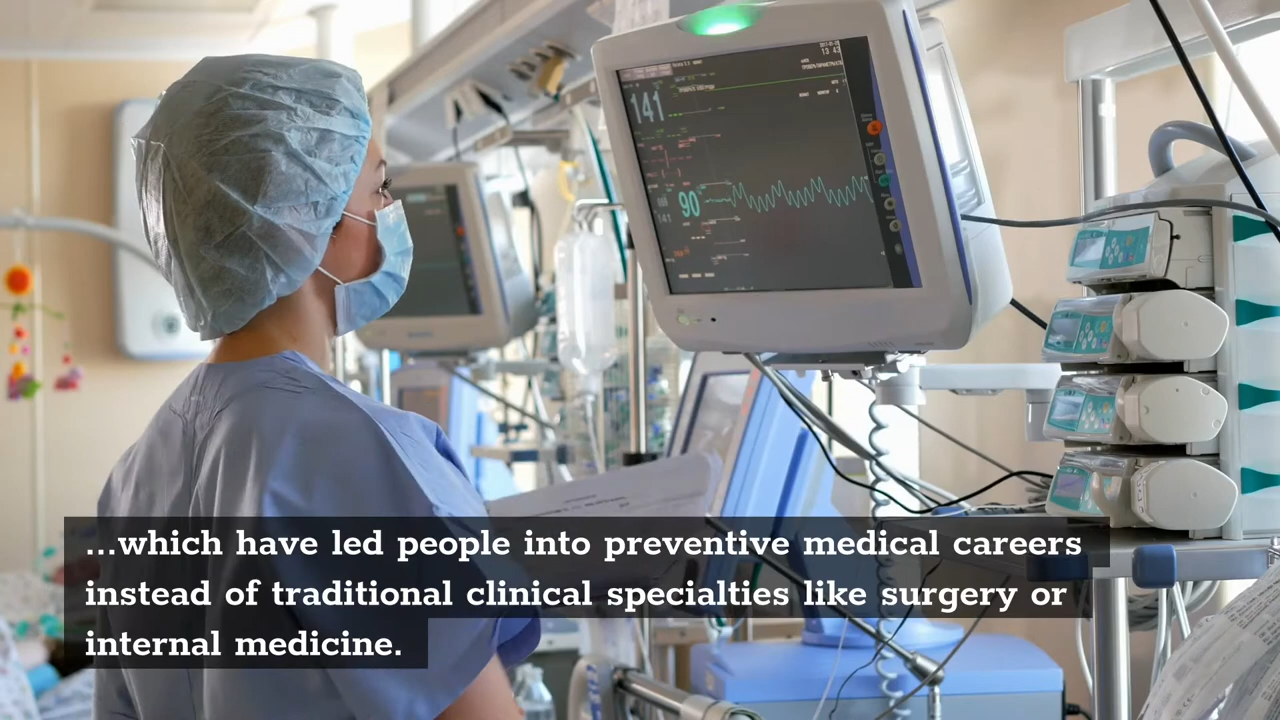 141
90
141
...which have led people into preventive medical careers
instead of traditional clinical specialties like surgery or
internal medicine.